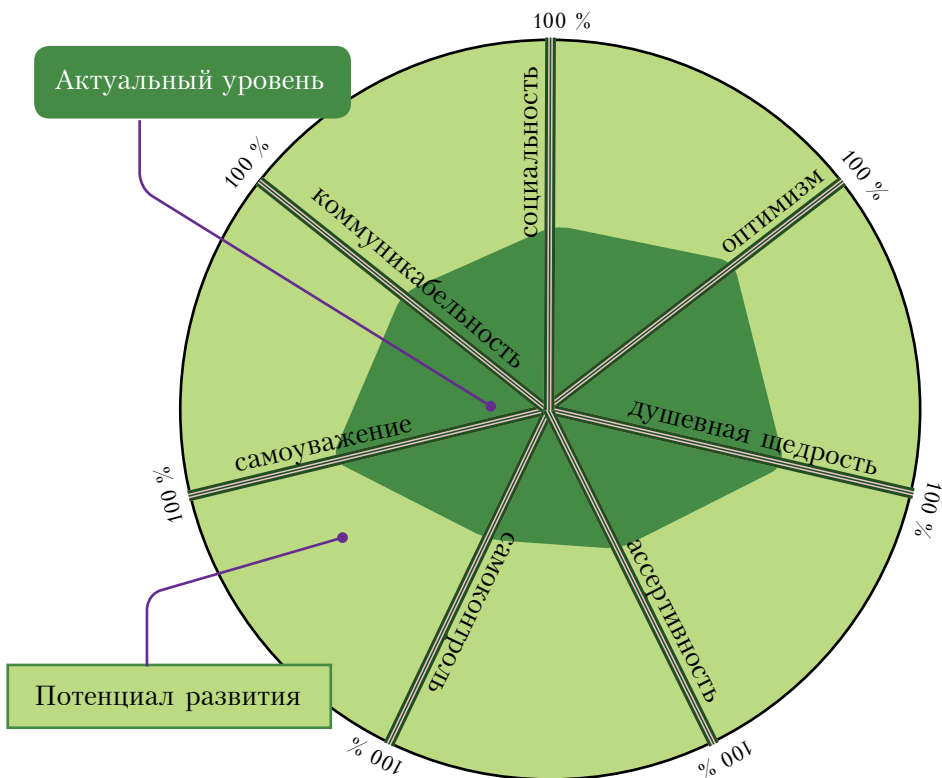 100 %
Актуальный уровень
социальность
100 %
коммуникабельность
100 %
оптимизм
душевная щедрость
100 %
самоуважение
100 %
самоконтроль
100 %
ассертивность
100 %
Потенциал развития